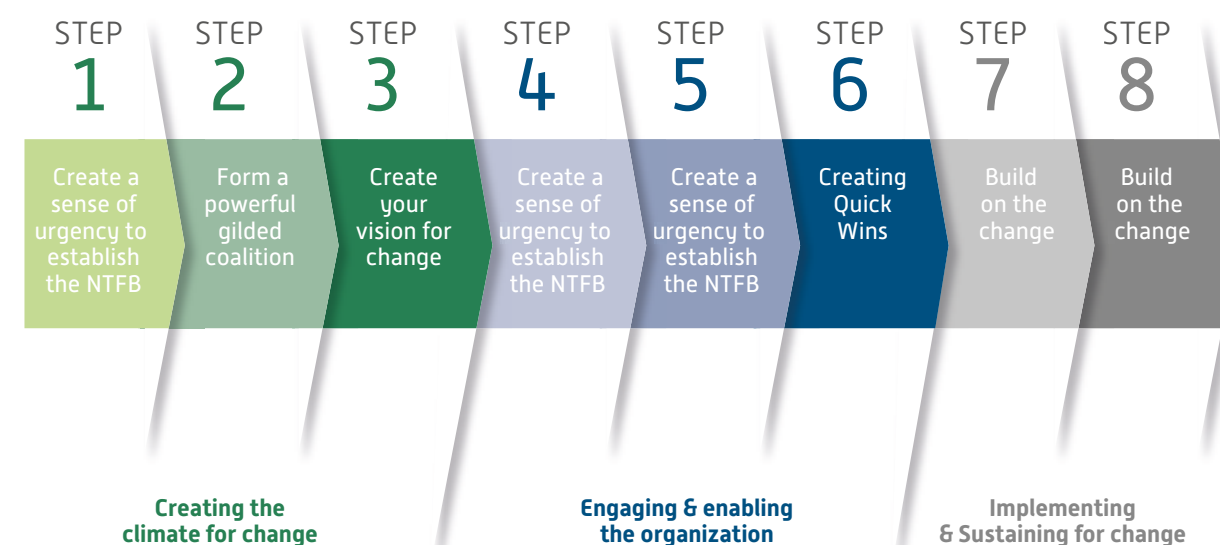 STEP
1
Create a
sense of
urgency to
establish
the NTFB
STEP
2
Form a
powerful
gilded
coalition
STEP
3
Create
your
vision for
change
STEP
4
Create a
sense of
urgency to
establish
the NTFB
STEP
5
Create a
sense of
urgency to
establish
the NTFB
STEP
6
Creating
Quick
Wins
STEP
7
Build
on the
change
STEP
8
Build
on the
change
Creating the
climate for change
Engaging & enabling
the organization
Implementing
& Sustaining for change